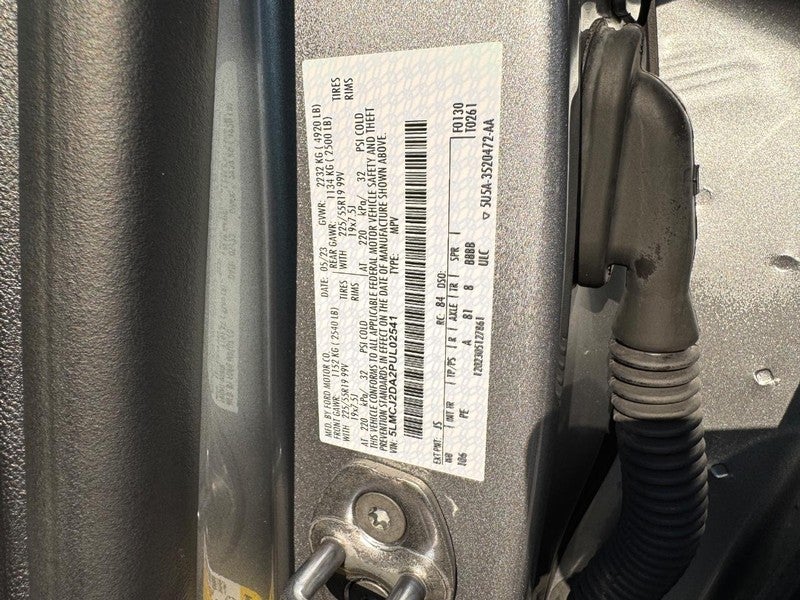 MFD. BY FORD MOTOR CO. DATE: 05/23 GVWR: 2232 KG ( 4920 LB)
FRONT GAWR: 1152 KG ( 2540 LB) REAR GAWR: 1134 KG ( 2500 LB)
WITH 225/55R19 99V TIRES WITH 225/55R19 99V TIRES
19x7.5J RIMS 19x7.5J RIMS
AT 220 kPa/ 32 PSI COLD AT 220 kPa/ 32 PSI COLD
THIS VEHICLE CONFORMS TO ALL APPLICABLE FEDERAL MOTOR VEHICLE SAFETY AND THEFT
PREVENTION STANDARDS IN EFFECT ON THE DATE OF MANUFACTURE SHOWN ABOVE.
VIN: 5LMCJ2DA2PUL02541 TYPE: MPV
EXT PNT: JS RC: 84 DSO: F0130
T0261
BR INT TR TP/PS R AXLE TR SPR
106 PE A 81 8 BBBB
1202305127861 ULC
5U5A-3520472-AA